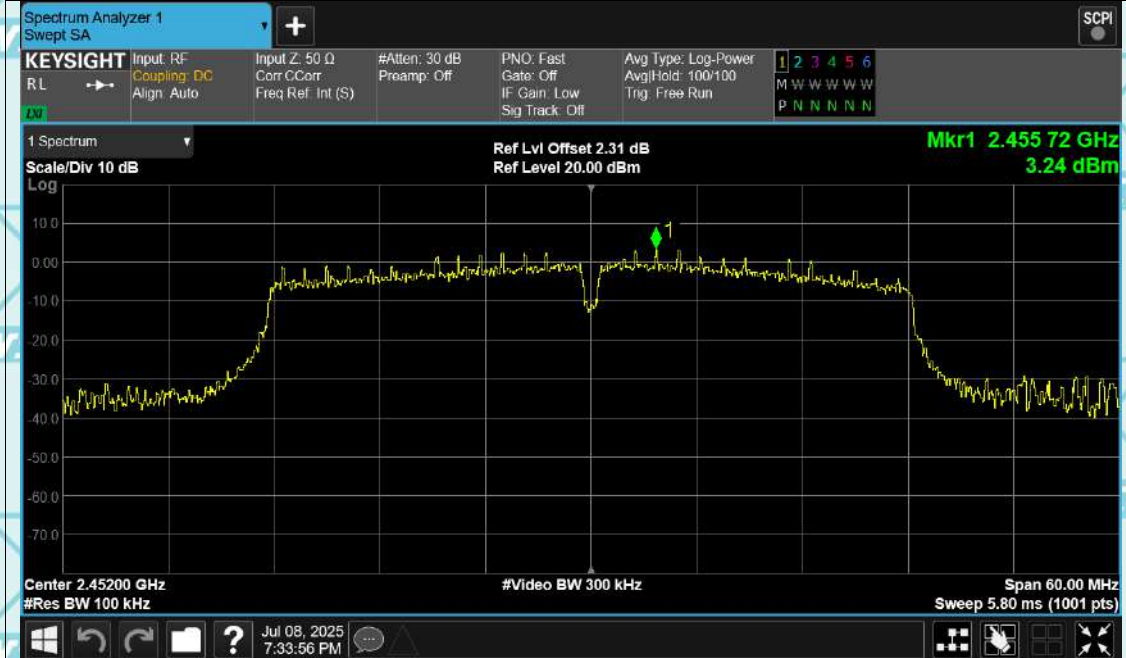 Spectrum Analyzer 1
Swept SA
SCPI
KEYSIGHT
RL
LXI
Input: RF
Coupling: DC
Align: Auto
Input Z: 50 Ω
Corr CCorr
Freq Ref: Int (S)
#Atten: 30 dB
Preamp: Off
PNO: Fast
Gate: Off
IF Gain: Low
Sig Track: Off
Avg Type: Log-Power
Avg|Hold: 100/100
Trig: Free Run
1 2 3 4 5 6
M W W W W W
P N N N N N
1 Spectrum
Scale/Div 10 dB
Log
Ref Lvl Offset 2.31 dB
Ref Level 20.00 dBm
Mkr1 2.455 72 GHz
3.24 dBm
1
10.0
0.00
-10.0
-20.0
-30.0
-40.0
-50.0
-60.0
-70.0
Center 2.45200 GHz
#Res BW 100 kHz
#Video BW 300 kHz
Span 60.00 MHz
Sweep 5.80 ms (1001 pts)
?
Jul 08, 2025
7:33:56 PM